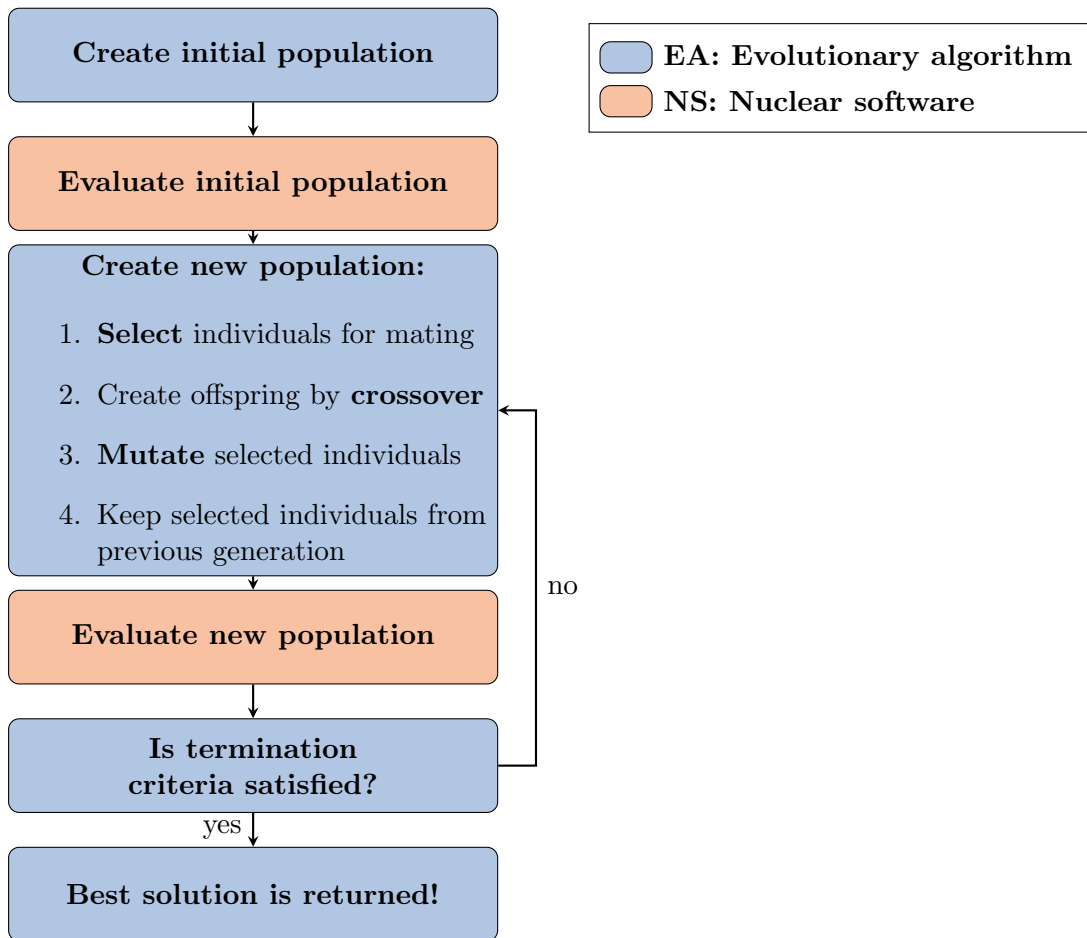 Create initial population
EA: Evolutionary algorithm
NS: Nuclear software
Evaluate initial population
Create new population:
1. Select individuals for mating
2. Create offspring by crossover
3. Mutate selected individuals
4. Keep selected individuals from
previous generation
no
Evaluate new population
Is termination
criteria satisfied?
yes
Best solution is returned!